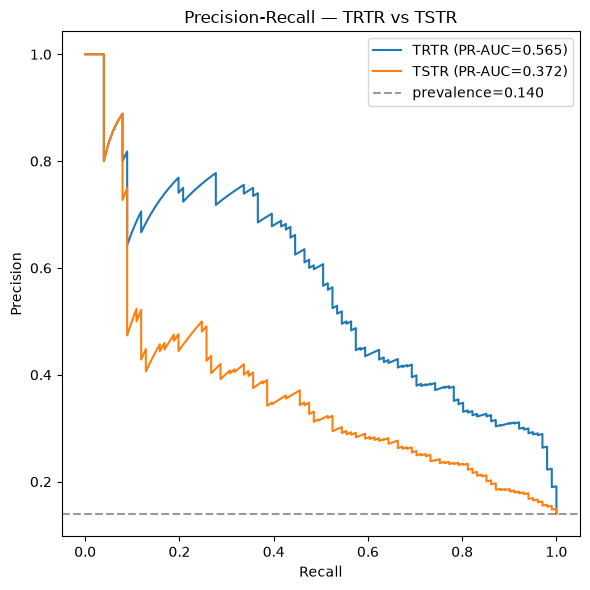 Precision-Recall — TRTR vs TSTR
TRTR (PR-AUC=0.565)
TSTR (PR-AUC=0.372)
prevalence=0.140
Precision
1.0
0.8
0.6
0.4
0.2
0.0 0.2 0.4 0.6 0.8 1.0
Recall